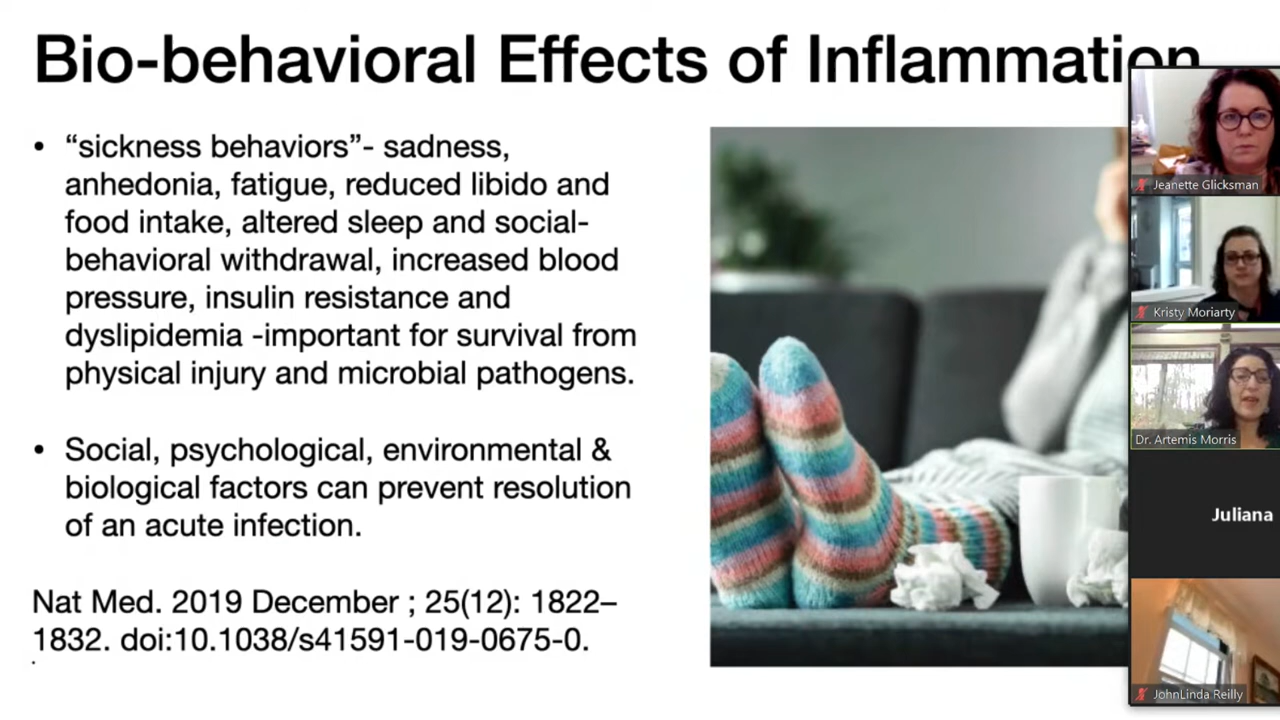 Bio-behavioral Effects of Inflammation
• “sickness behaviors”- sadness,
anhedonia, fatigue, reduced libido and
food intake, altered sleep and social-
behavioral withdrawal, increased blood
pressure, insulin resistance and
dyslipidemia -important for survival from
physical injury and microbial pathogens.
• Social, psychological, environmental &
biological factors can prevent resolution
of an acute infection.
Nat Med. 2019 December ; 25(12): 1822–
1832. doi:10.1038/s41591-019-0675-0.
.
Jeanette Glicksman
Kristy Moriarty
Dr. Artemis Morris
Juliana
JohnLinda Reilly